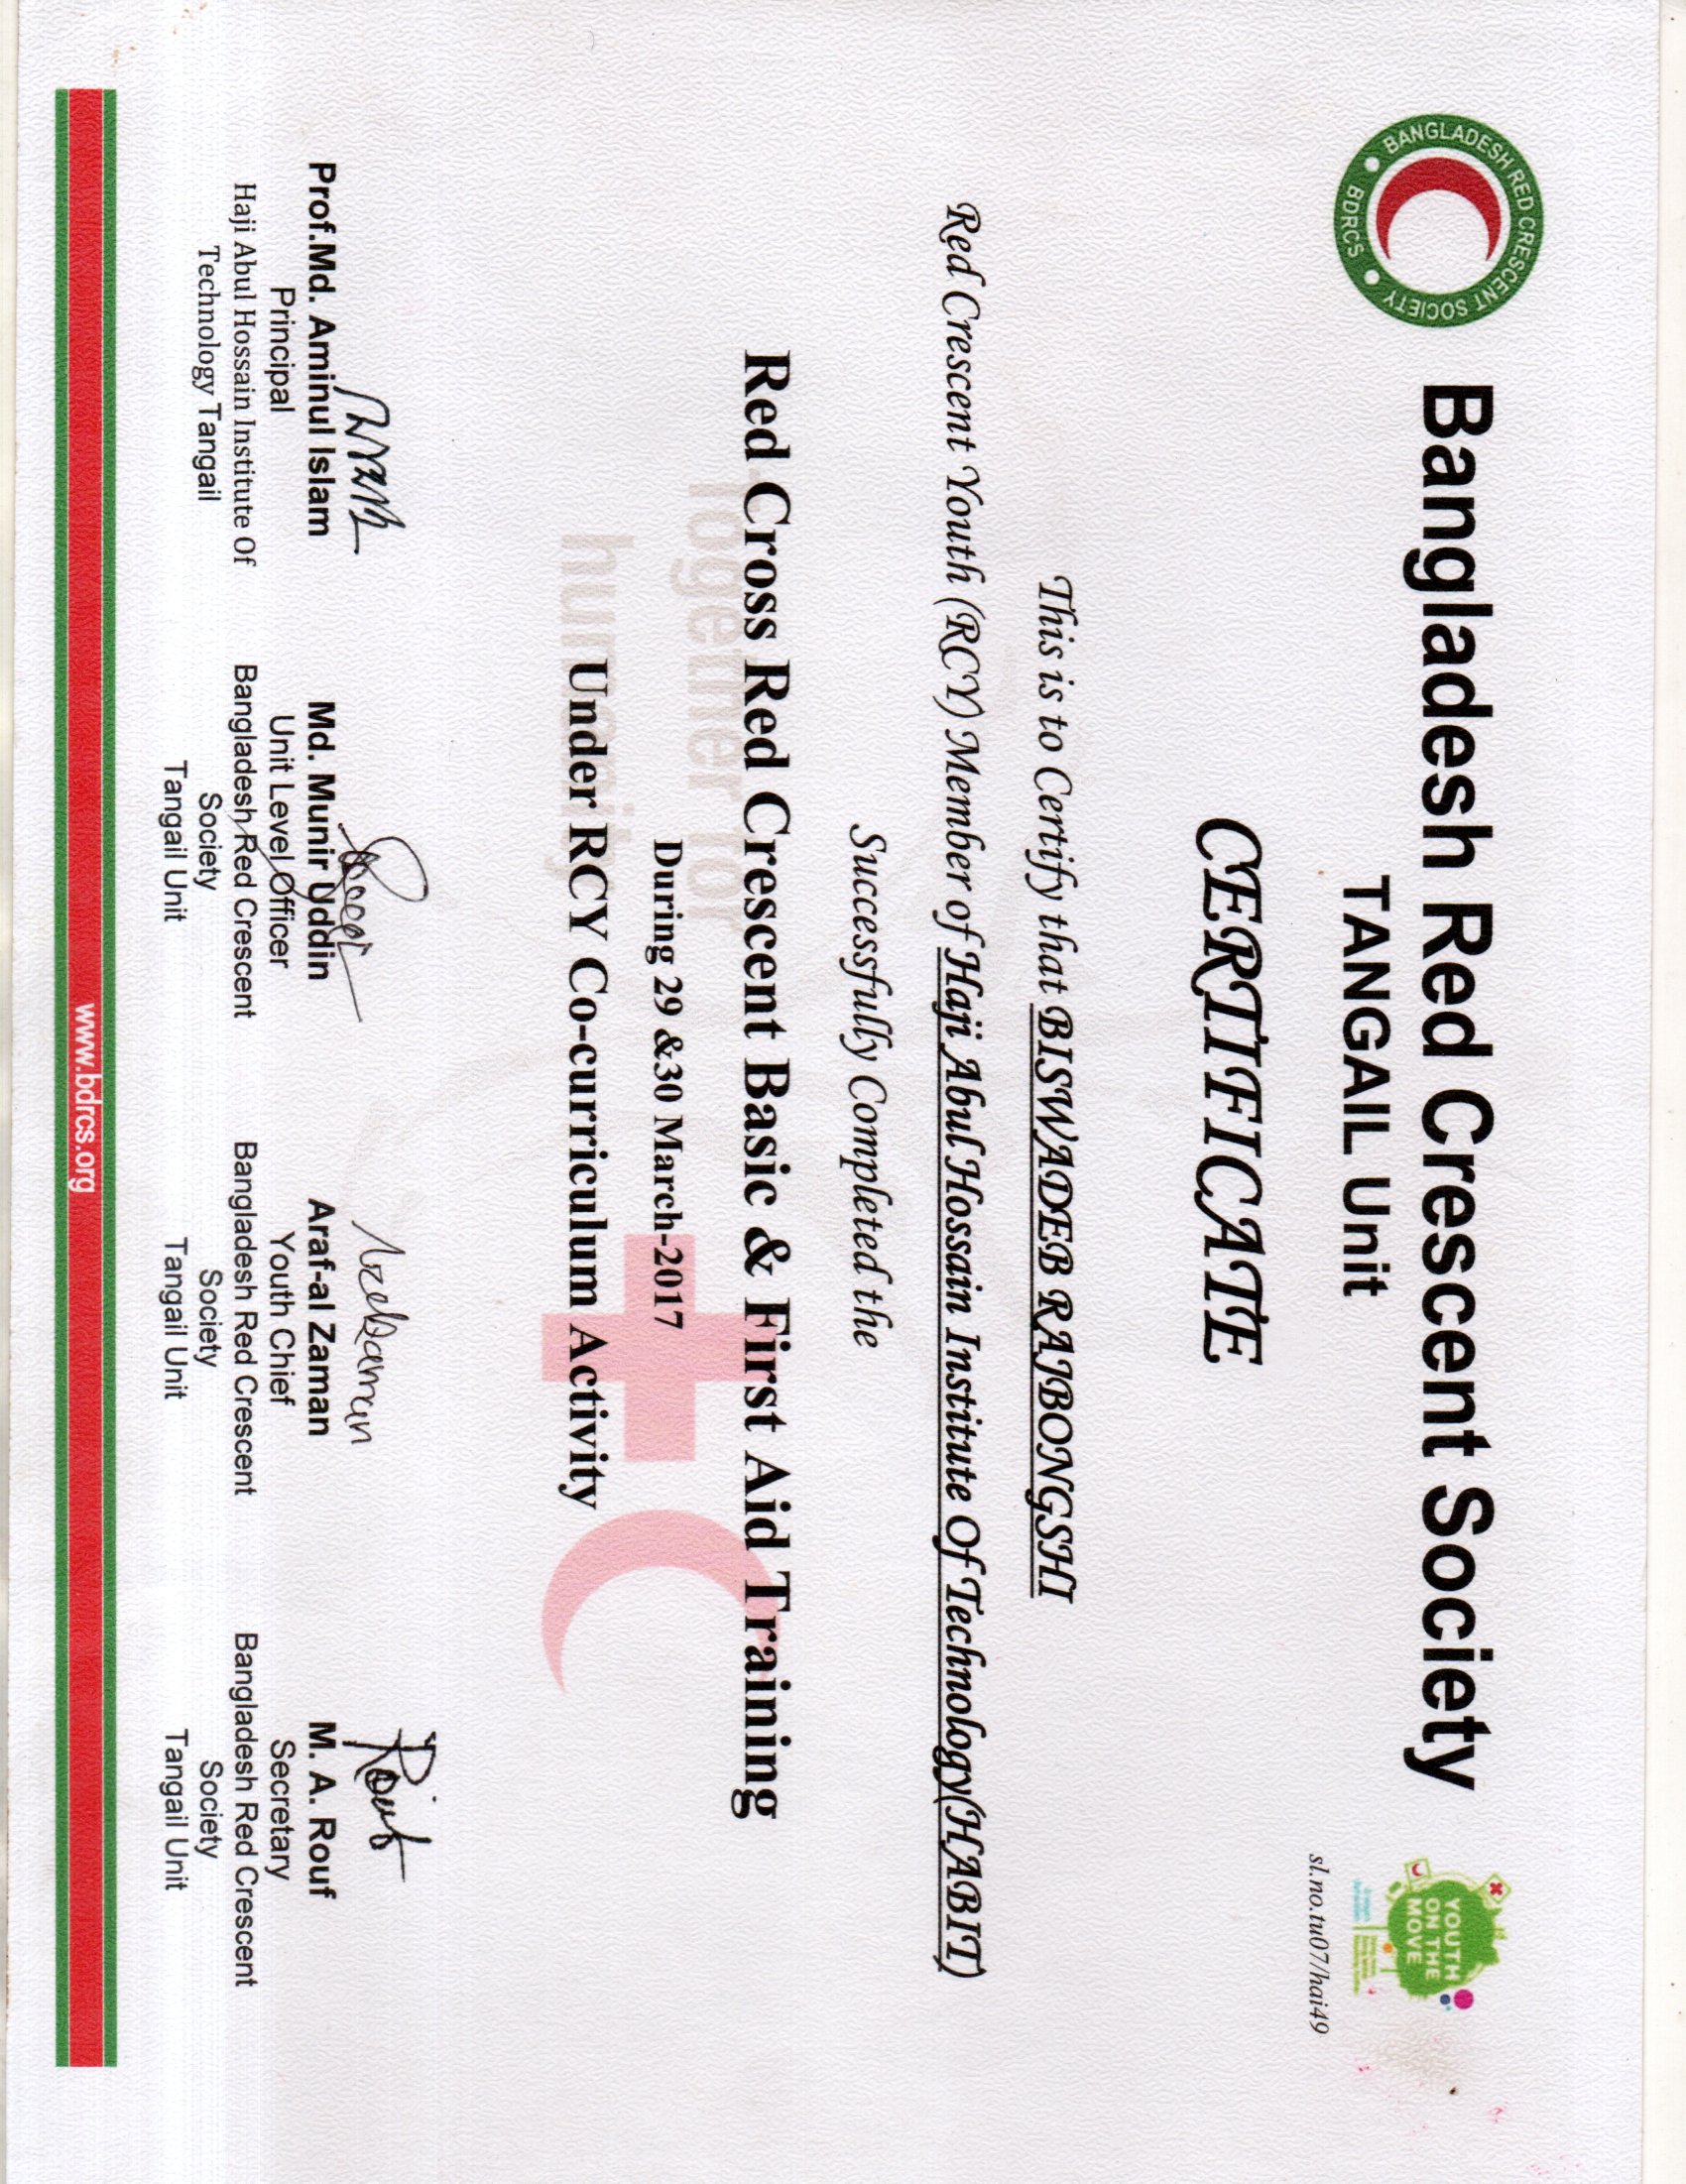 BANGLADESH RED CRESCENT SOCIETY
BDRCS
Bangladesh Red Crescent Society
TANGAIL Unit
YOUTH
ON THE
MOVE
sl.no.tu07/hai49
CERTIFICATE
This is to Certify that BISWADEB RAJBONGSHI
Red Crescent Youth (RCY) Member of Haji Abul Hossain Institute Of Technology(HABIT)
Successfully Completed the
Red Cross Red Crescent Basic & First Aid Training
Together for
During 29 &30 March-2017
humanity
Under RCY Co-curriculum Activity
Rouf
Prof.Md. Aminul Islam
Principal
Haji Abul Hossain Institute Of
Technology Tangail
Md. Munir Uddin
Unit Level Officer
Bangladesh Red Crescent
Society
Tangail Unit
Araf-al Zaman
Youth Chief
Bangladesh Red Crescent
Society
Tangail Unit
M. A. Rouf
Secretary
Bangladesh Red Crescent
Society
Tangail Unit
www.bdrcs.org